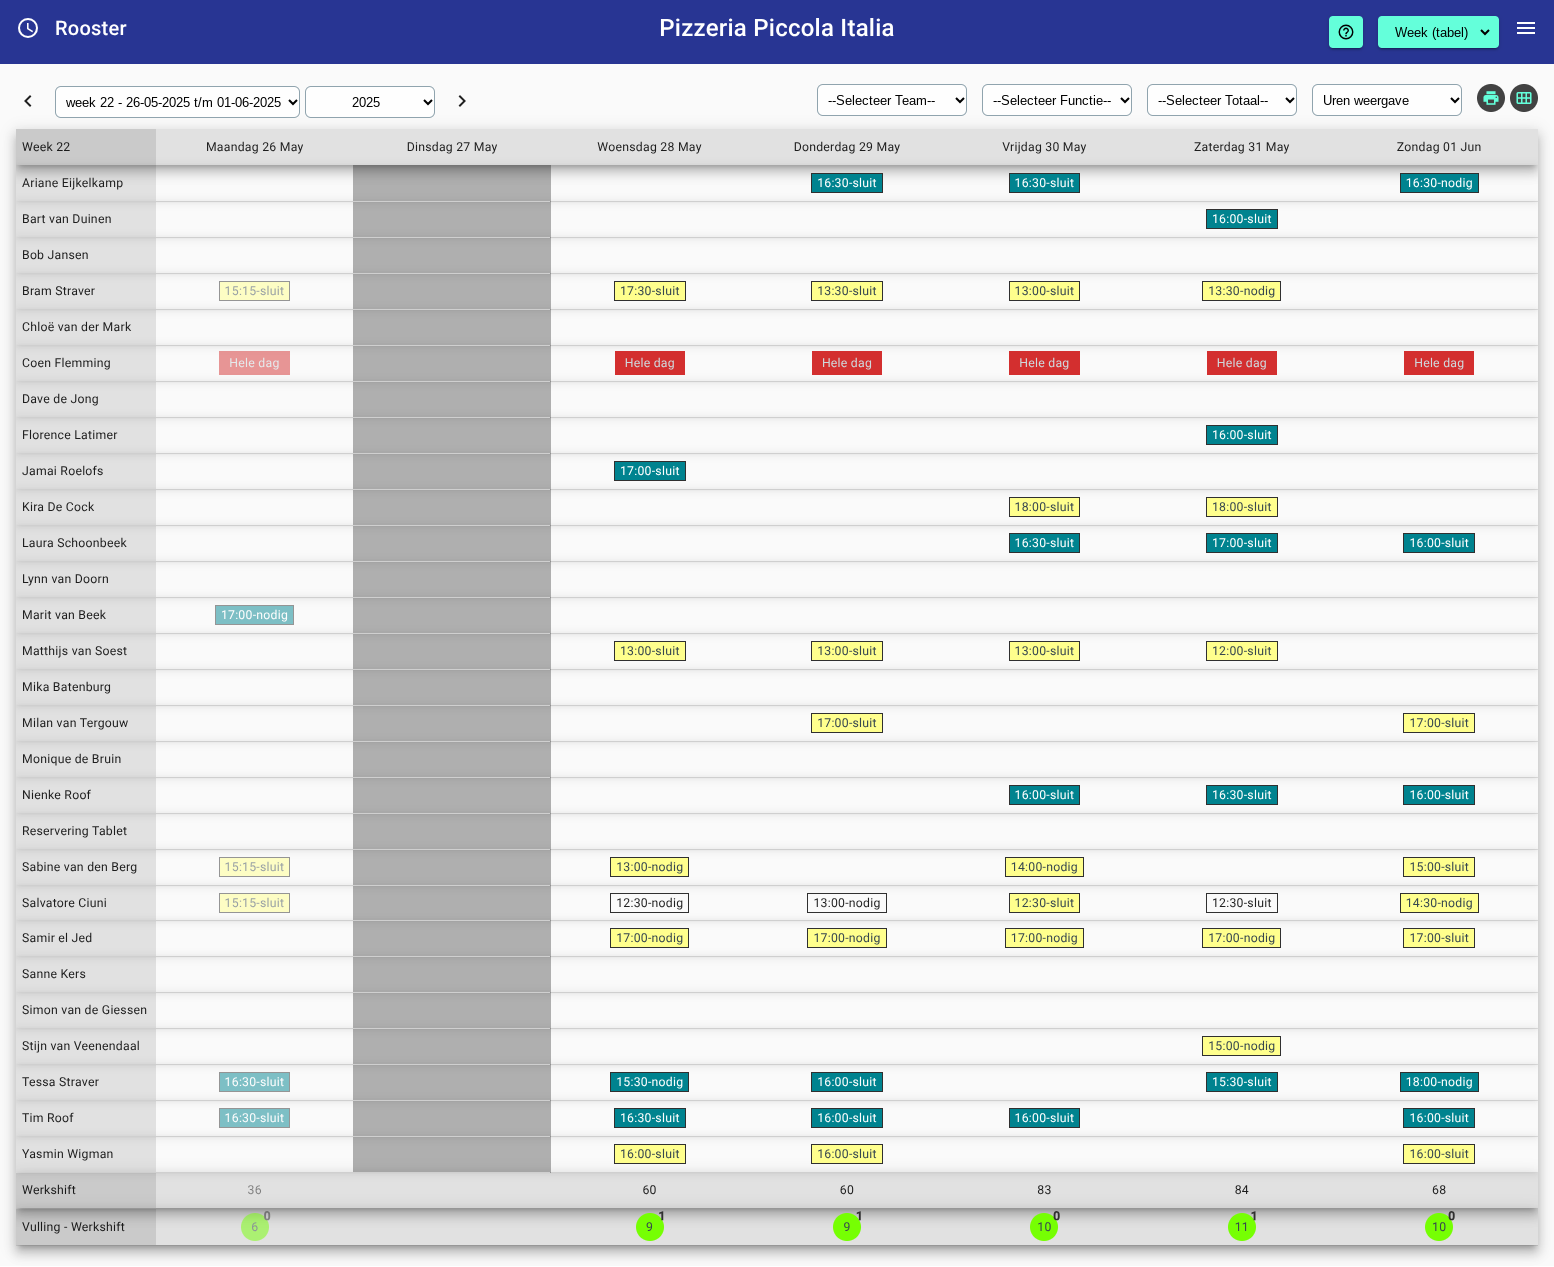 Rooster
Pizzeria Piccola Italia
Week (tabel)
week 22 - 26-05-2025 t/m 01-06-2025
2025
--Selecteer Team--
--Selecteer Functie--
--Selecteer Totaal--
Uren weergave
Week 22 Maandag 26 May Dinsdag 27 May Woensdag 28 May Donderdag 29 May Vrijdag 30 May Zaterdag 31 May Zondag 01 Jun
Ariane Eijkelkamp 16:30-sluit 16:30-sluit 16:30-nodig
Bart van Duinen 16:00-sluit
Bob Jansen
Bram Straver 15:15-sluit 17:30-sluit 13:30-sluit 13:00-sluit 13:30-nodig
Chloë van der Mark
Coen Flemming Hele dag Hele dag Hele dag Hele dag Hele dag Hele dag
Dave de Jong
Florence Latimer 16:00-sluit
Jamai Roelofs 17:00-sluit
Kira De Cock 18:00-sluit 18:00-sluit
Laura Schoonbeek 16:30-sluit 17:00-sluit 16:00-sluit
Lynn van Doorn
Marit van Beek 17:00-nodig
Matthijs van Soest 13:00-sluit 13:00-sluit 13:00-sluit 12:00-sluit
Mika Batenburg
Milan van Tergouw 17:00-sluit 17:00-sluit
Monique de Bruin
Nienke Roof 16:00-sluit 16:30-sluit 16:00-sluit
Reservering Tablet
Sabine van den Berg 15:15-sluit 13:00-nodig 14:00-nodig 15:00-sluit
Salvatore Ciuni 15:15-sluit 12:30-nodig 13:00-nodig 12:30-sluit 12:30-sluit 14:30-nodig
Samir el Jed 17:00-nodig 17:00-nodig 17:00-nodig 17:00-nodig 17:00-sluit
Sanne Kers
Simon van de Giessen
Stijn van Veenendaal 15:00-nodig
Tessa Straver 16:30-sluit 15:30-nodig 16:00-sluit 15:30-sluit 18:00-nodig
Tim Roof 16:30-sluit 16:30-sluit 16:00-sluit 16:00-sluit 16:00-sluit
Yasmin Wigman 16:00-sluit 16:00-sluit 16:00-sluit
Werkshift 36 60 60 83 84 68
Vulling - Werkshift 6 0 9 1 9 1 10 0 11 1 10 0